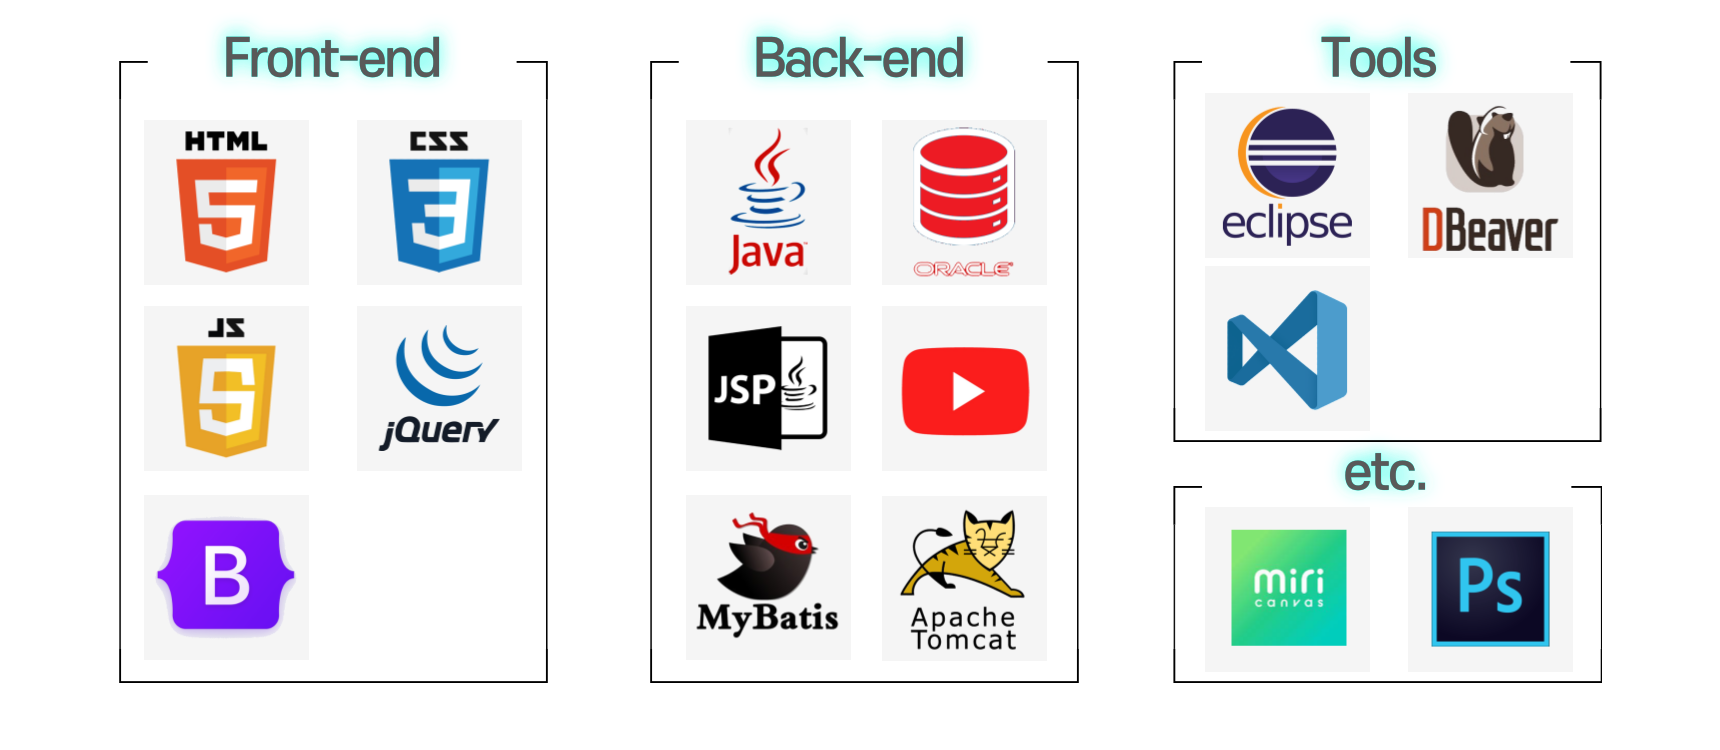 Front-end
HTML
5
CSS
3
JS
5
jQuery
B
Back-end
Java™
ORACLE®
JSP
MyBatis
Apache
Tomcat
Tools
eclipse
DBeaver
etc.
miri
canvas
Ps